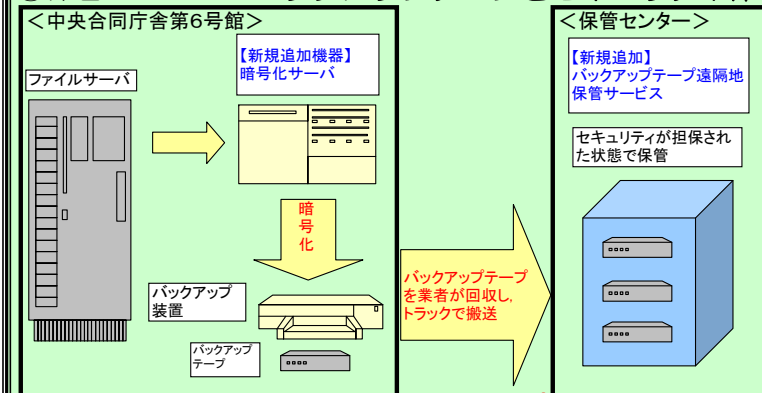 <中央合同庁舎第6号館>
<保管センター>
【新規追加機器】
暗号化サーバ
【新規追加】
バックアップテープ遠隔地
保管サービス
ファイルサーバ
セキュリティが担保され
た状態で保管
暗
号
化
バックアップテープ
を業者が回収し,
トラックで搬送
バックアップ
装置
バックアップ
テープ